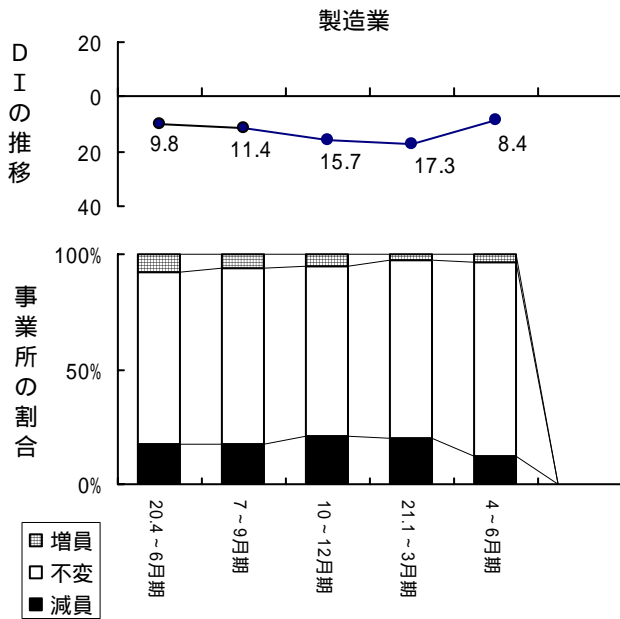 製造業
DIの推移
20
0
20
40
9.8
11.4
15.7
17.3
8.4
事業所の割合
100%
50%
0%
20.4~6月期
7~9月期
10~12月期
21.1~3月期
4~6月期
増員
不変
減員